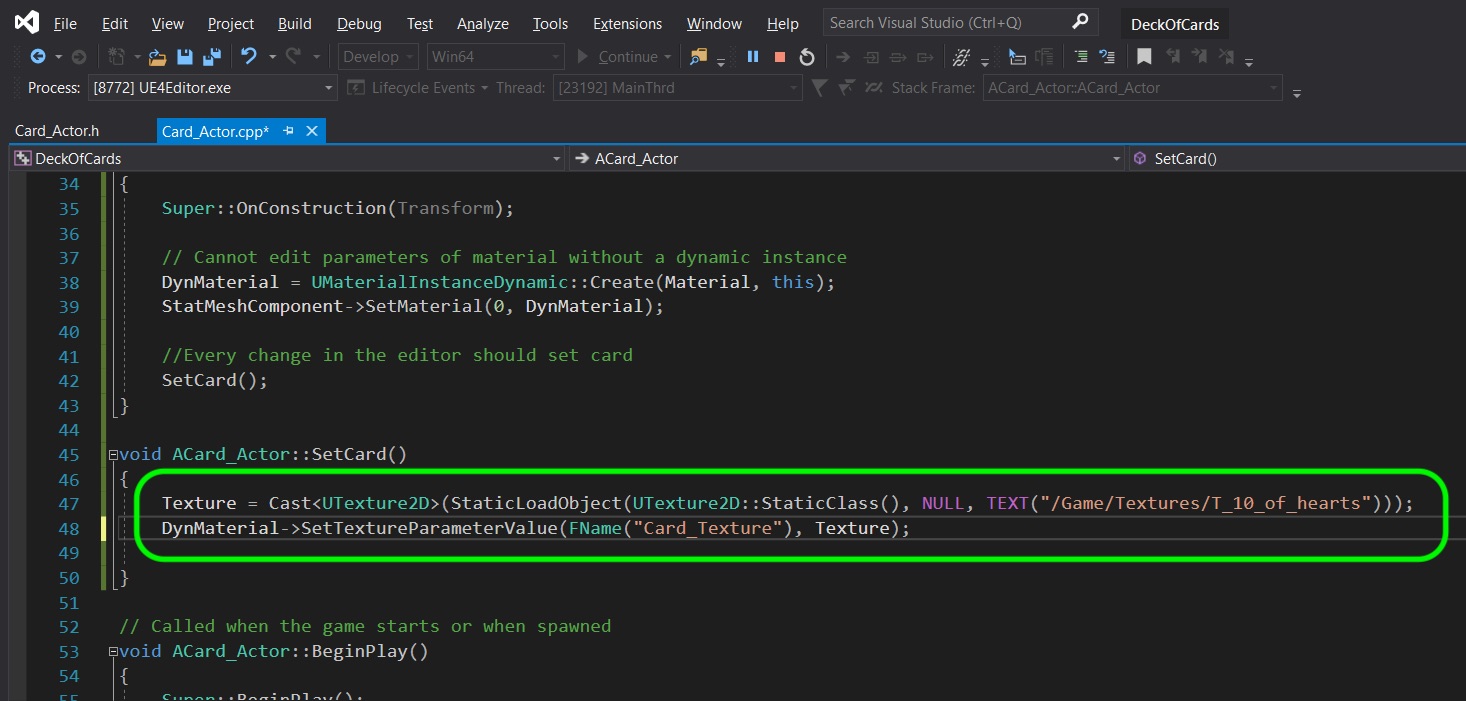 File Edit View Project Build Debug Test Analyze Tools Extensions Window Help Search Visual Studio (Ctrl+Q) DeckOfCards
Develop Win64 Continue
Process: [8772] UE4Editor.exe Lifecycle Events Thread: [23192] MainThrd Stack Frame: ACard_Actor::ACard_Actor
Card_Actor.h Card_Actor.cpp*
DeckOfCards ACard_Actor SetCard()
34 {
35 Super::OnConstruction(Transform);
36
37 // Cannot edit parameters of material without a dynamic instance
38 DynMaterial = UMaterialInstanceDynamic::Create(Material, this);
39 StatMeshComponent->SetMaterial(0, DynMaterial);
40
41 //Every change in the editor should set card
42 SetCard();
43 }
44
45 void ACard_Actor::SetCard()
46 {
47 Texture = Cast<UTexture2D>(StaticLoadObject(UTexture2D::StaticClass(), NULL, TEXT("/Game/Textures/T_10_of_hearts")));
48 DynMaterial->SetTextureParameterValue(FName("Card_Texture"), Texture);
49
50 }
51
52 // Called when the game starts or when spawned
53 void ACard_Actor::BeginPlay()
54 {
55 Super::BeginPlay();